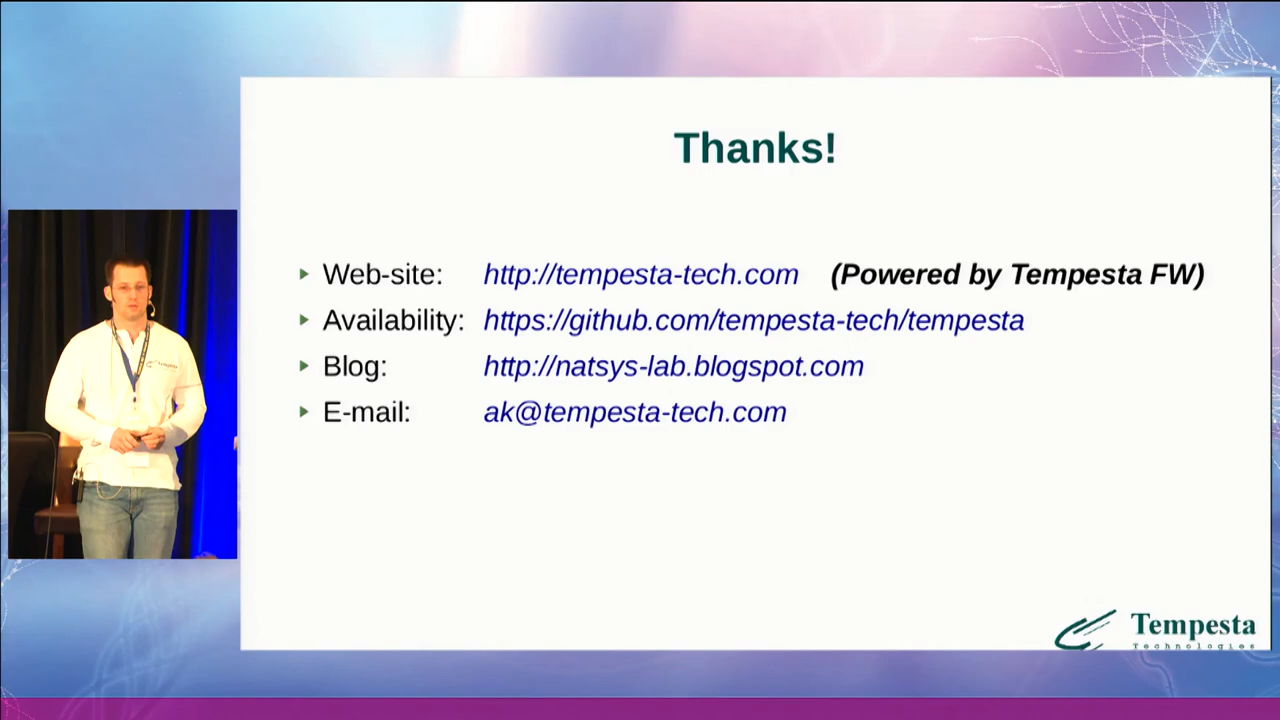 Thanks!
Web-site: http://tempesta-tech.com (Powered by Tempesta FW)
Availability: https://github.com/tempesta-tech/tempesta
Blog: http://natsys-lab.blogspot.com
E-mail: ak@tempesta-tech.com
Tempesta
Tempesta
Technologies